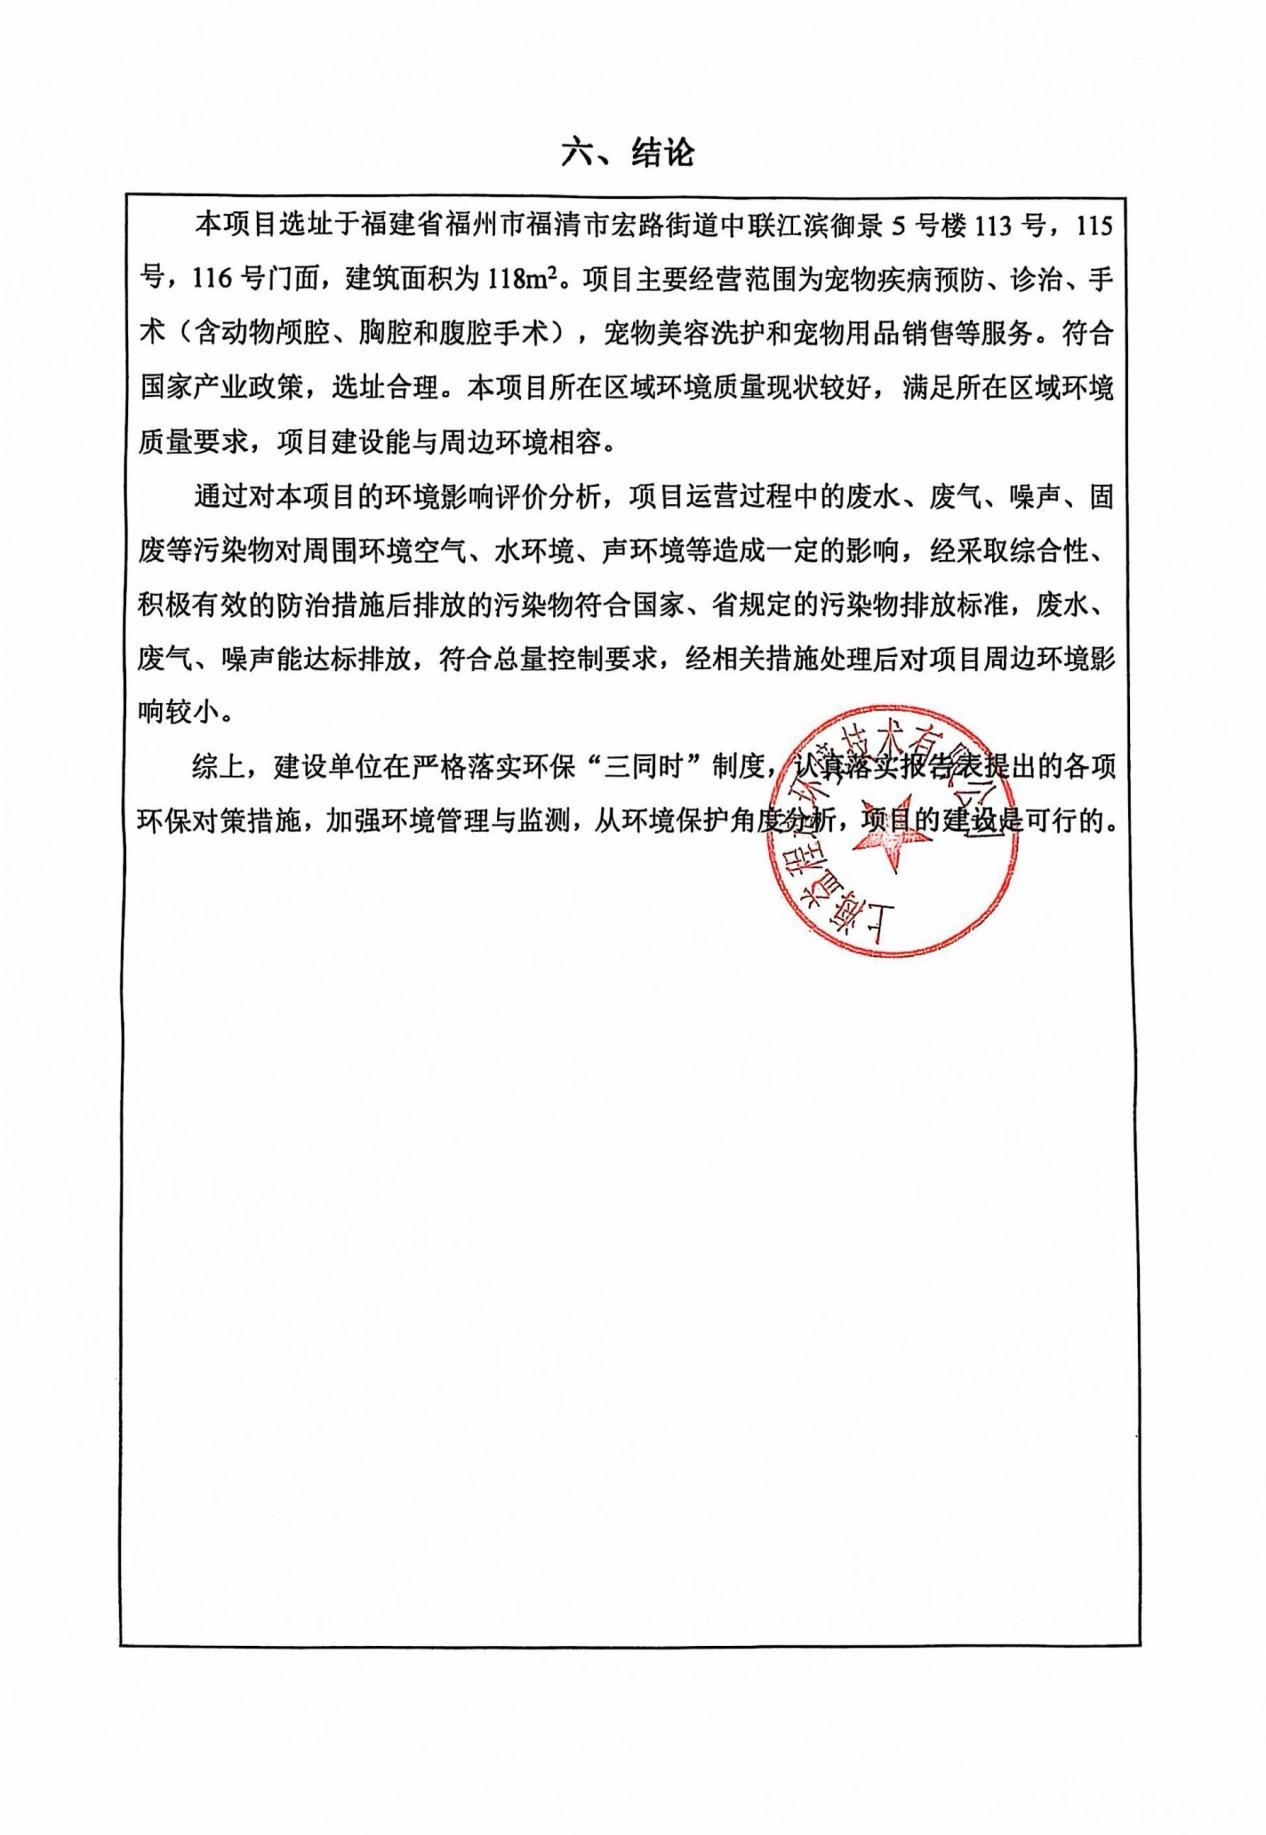 六、结论
本项目选址于福建省福州市福清市宏路街道中联江滨御景 5 号楼 113 号，115
号，116 号门面，建筑面积为 118m²。项目主要经营范围为宠物疾病预防、诊治、手
术（含动物颅腔、胸腔和腹腔手术），宠物美容洗护和宠物用品销售等服务。符合
国家产业政策，选址合理。本项目所在区域环境质量现状较好，满足所在区域环境
质量要求，项目建设能与周边环境相容。
通过对本项目的环境影响评价分析，项目运营过程中的废水、废气、噪声、固
废等污染物对周围环境空气、水环境、声环境等造成一定的影响，经采取综合性、
积极有效的防治措施后排放的污染物符合国家、省规定的污染物排放标准，废水、
废气、噪声能达标排放，符合总量控制要求，经相关措施处理后对项目周边环境影
响较小。
综上，建设单位在严格落实环保“三同时”制度，认真落实报告表提出的各项
环保对策措施，加强环境管理与监测，从环境保护角度分析，项目的建设是可行的。
上海 环境技术有限公司